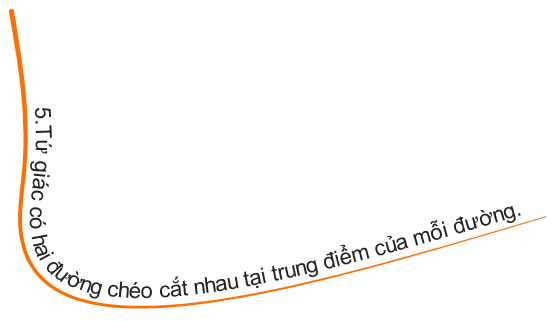 5.Tứ giác có hai đường chéo cắt nhau tại trung điểm của mỗi đường.